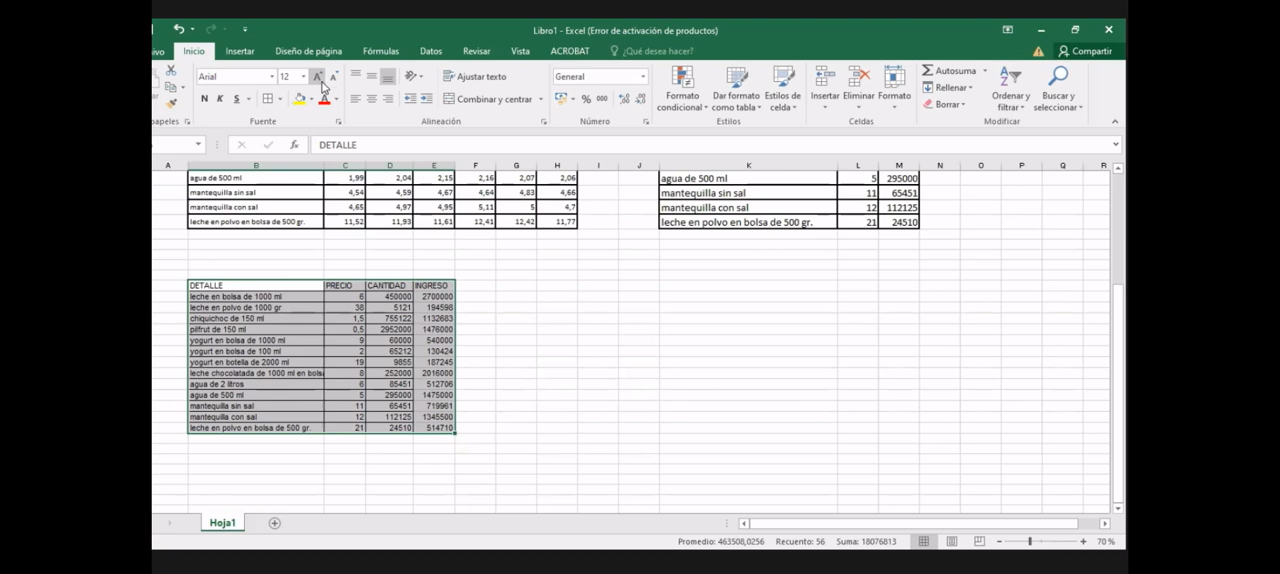 Libro1 - Excel (Error de activación de productos)
vo Inicio Insertar Diseño de página Fórmulas Datos Revisar Vista ACROBAT ¿Qué desea hacer? Compartir
Arial 12 Ajustar texto General Formato condicional Dar formato como tabla Estilos de celda Insertar Eliminar Formato Autosuma Rellenar Borrar Ordenar y filtrar Buscar y seleccionar
N K S Combinar y centrar % 000
apeles Fuente Alineación Número Estilos Celdas Modificar
fx DETALLE
A B C D E F G H I J K L M N O P Q R
agua de 500 ml 1,99 2,04 2,15 2,16 2,07 2,06 agua de 500 ml 5 295000
mantequilla sin sal 4,54 4,59 4,67 4,64 4,83 4,66 mantequilla sin sal 11 65451
mantequilla con sal 4,65 4,97 4,95 5,11 5 4,7 mantequilla con sal 12 112125
leche en polvo en bolsa de 500 gr. 11,52 11,93 11,61 12,41 12,42 11,77 leche en polvo en bolsa de 500 gr. 21 24510
DETALLE PRECIO CANTIDAD INGRESO
leche en bolsa de 1000 ml 6 450000 2700000
leche en polvo de 1000 gr 38 5121 194598
chiquichoc de 150 ml 1,5 755122 1132683
pilfrut de 150 ml 0,5 2952000 1476000
yogurt en bolsa de 1000 ml 9 60000 540000
yogurt en bolsa de 100 ml 2 65212 130424
yogurt en botella de 2000 ml 19 9855 187245
leche chocolatada de 1000 ml en bolsa 8 252000 2016000
agua de 2 litros 6 85451 512706
agua de 500 ml 5 295000 1475000
mantequilla sin sal 11 65451 719961
mantequilla con sal 12 112125 1345500
leche en polvo en bolsa de 500 gr. 21 24510 514710
Hoja1
Promedio: 463508,0256 Recuento: 56 Suma: 18076813 70 %